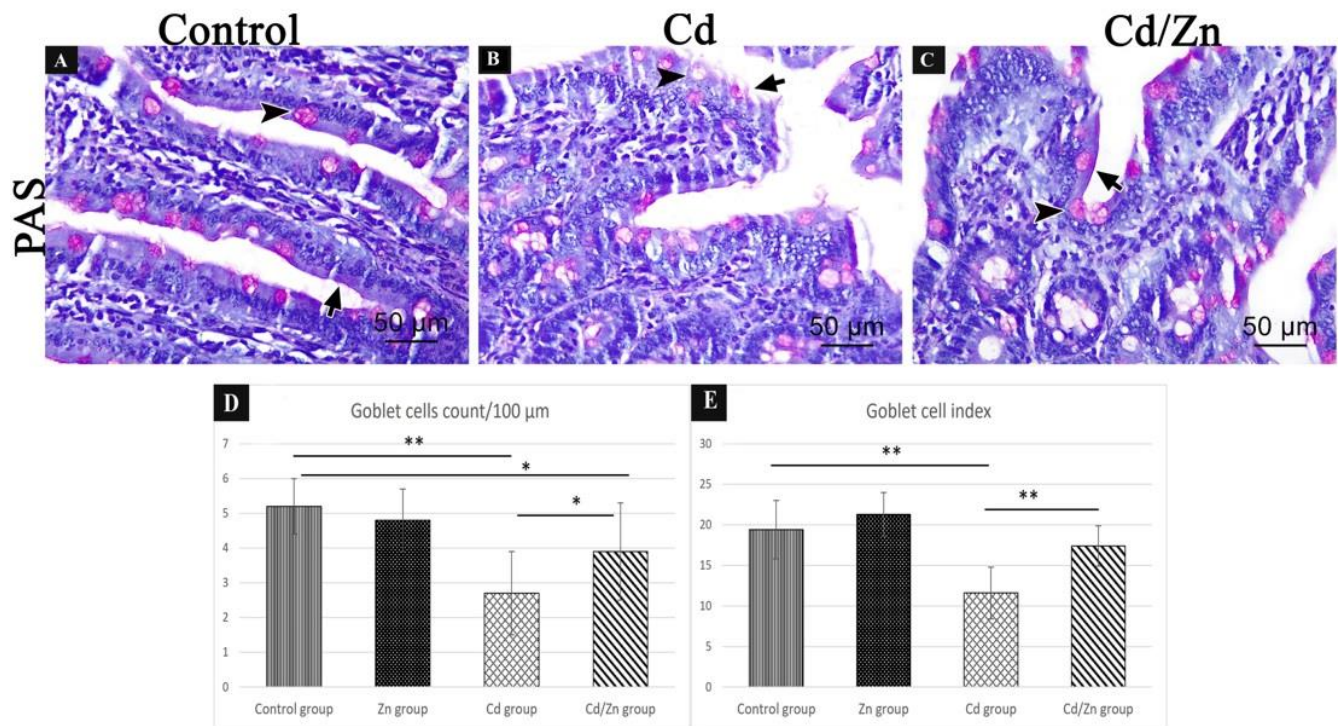 Control
Cd
Cd/Zn
PAS
A
B
C
50 µm
50 µm
50 µm
D
Goblet cells count/100 µm
7
6
5
4
3
2
1
0
**
*
*
Control group
Zn group
Cd group
Cd/Zn group
E
Goblet cell index
30
25
20
15
10
5
0
**
**
Control group
Zn group
Cd group
Cd/Zn group